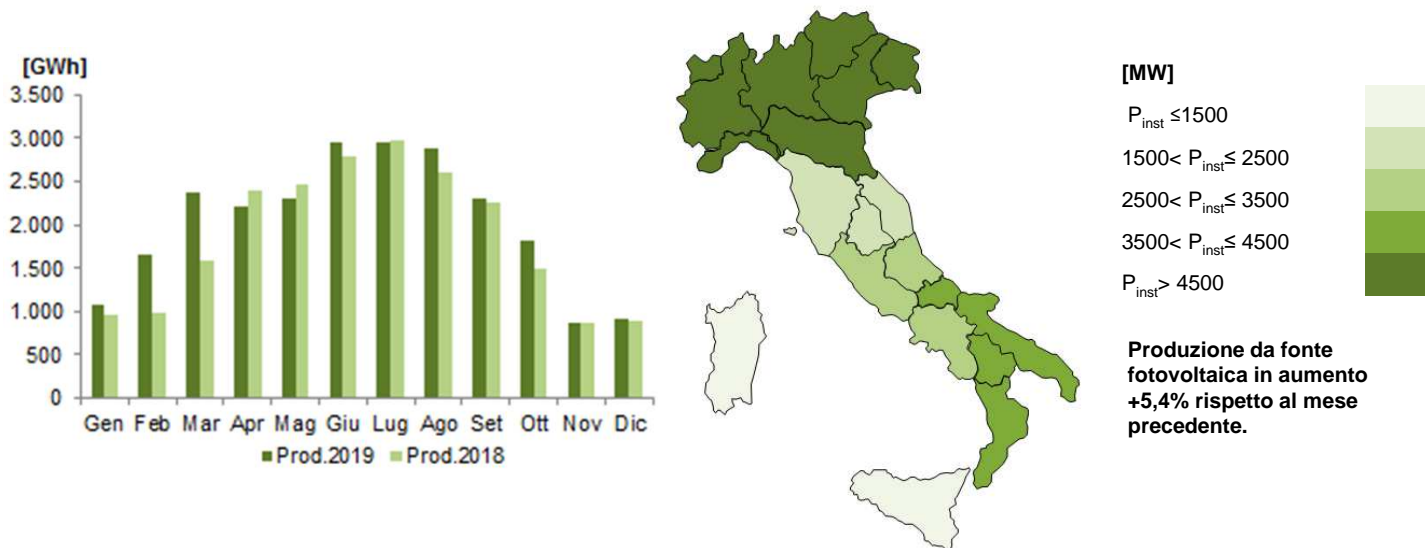 [GWh]
3.500
3.000
2.500
2.000
1.500
1.000
500
0
Gen Feb Mar Apr Mag Giu Lug Ago Set Ott Nov Dic
Prod.2019 Prod.2018
[MW]
Pinst ≤1500
1500< Pinst≤ 2500
2500< Pinst≤ 3500
3500< Pinst≤ 4500
Pinst> 4500
Produzione da fonte
fotovoltaica in aumento
+5,4% rispetto al mese
precedente.